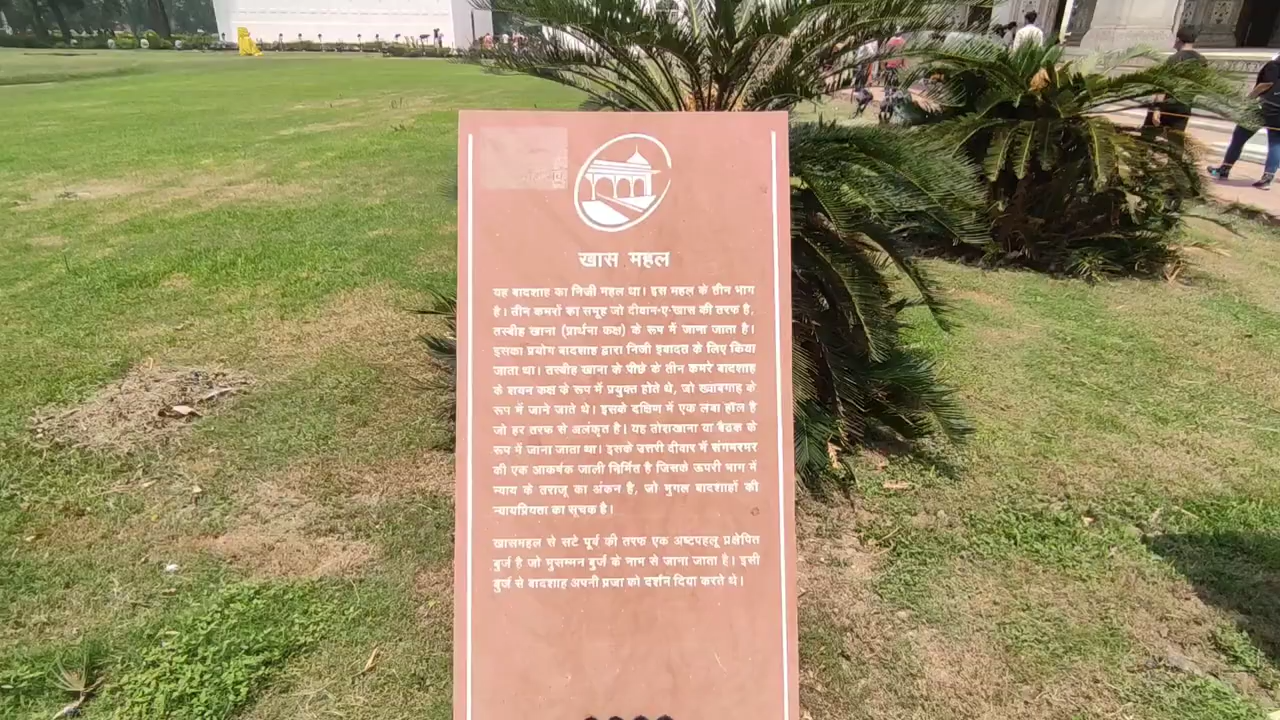 खास महल
यह बादशाह का निजी महल था। इस महल के तीन भाग
है। तीन कमरों का समूह जो दीवान-ए-खास की तरफ है,
तस्बीह खाना (प्रार्थना कक्ष) के रूप में जाना जाता है।
इसका प्रयोग बादशाह द्वारा निजी इबादत के लिए किया
जाता था। तस्बीह खाना के पीछे के तीन कमरे बादशाह
के शयन कक्ष के रूप में प्रयुक्त होते थे, जो ख्वाबगाह के
रूप में जाने जाते थे। इसके दक्षिण में एक लंबा हॉल है
जो हर तरफ से अलंकृत है। यह तोशखाना या बैठक के
रूप में जाना जाता था। इसके उत्तरी दीवार में संगमरमर
की एक आकर्षक जाली निर्मित है जिसके ऊपरी भाग में
न्याय के तराजू का अंकन है, जो मुगल बादशाहों की
न्यायप्रियता का सूचक है।
खासमहल से सटे पूर्व की तरफ एक अष्टपहलू प्रक्षेपित
बुर्ज है जो मुसम्मन बुर्ज के नाम से जाना जाता है। इसी
बुर्ज से बादशाह अपनी प्रजा को दर्शन दिया करते थे।